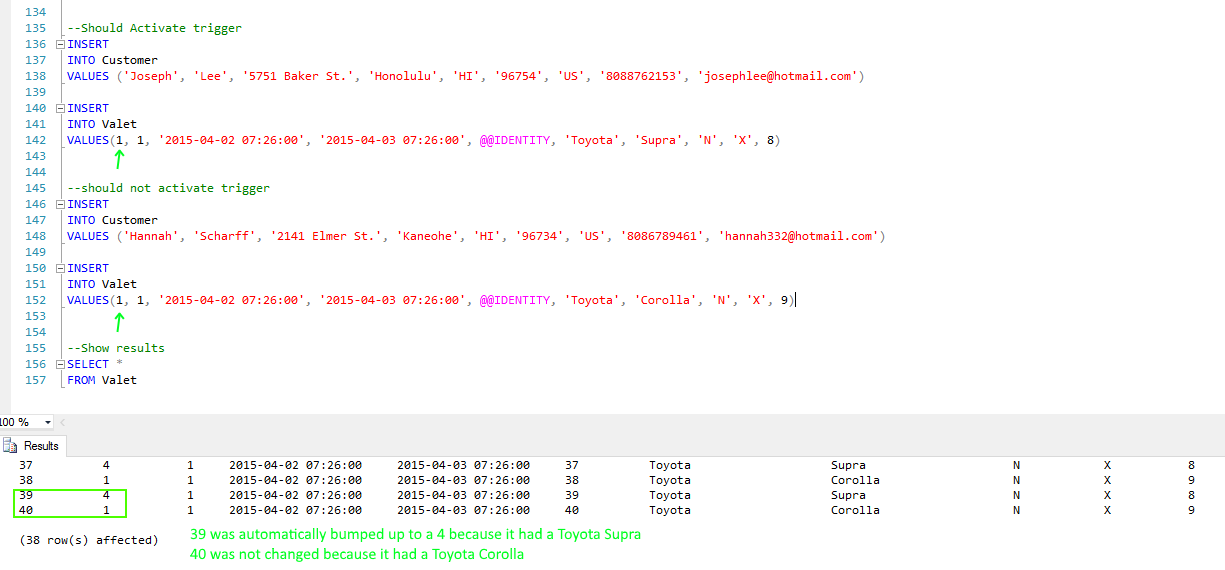 134
135 --Should Activate trigger
136 INSERT
137 INTO Customer
138 VALUES ('Joseph', 'Lee', '5751 Baker St.', 'Honolulu', 'HI', '96754', 'US', '8088762153', 'josephlee@hotmail.com')
139
140 INSERT
141 INTO Valet
142 VALUES(1, 1, '2015-04-02 07:26:00', '2015-04-03 07:26:00', @@IDENTITY, 'Toyota', 'Supra', 'N', 'X', 8)
143
144
145 --should not activate trigger
146 INSERT
147 INTO Customer
148 VALUES ('Hannah', 'Scharff', '2141 Elmer St.', 'Kaneohe', 'HI', '96734', 'US', '8086789461', 'hannah332@hotmail.com')
149
150 INSERT
151 INTO Valet
152 VALUES(1, 1, '2015-04-02 07:26:00', '2015-04-03 07:26:00', @@IDENTITY, 'Toyota', 'Corolla', 'N', 'X', 9)
153
154
155 --Show results
156 SELECT *
157 FROM Valet
100 %
Results
37 4 1 2015-04-02 07:26:00 2015-04-03 07:26:00 37 Toyota Supra N X 8
38 1 1 2015-04-02 07:26:00 2015-04-03 07:26:00 38 Toyota Corolla N X 9
39 4 1 2015-04-02 07:26:00 2015-04-03 07:26:00 39 Toyota Supra N X 8
40 1 1 2015-04-02 07:26:00 2015-04-03 07:26:00 40 Toyota Corolla N X 9
(38 row(s) affected)
39 was automatically bumped up to a 4 because it had a Toyota Supra
40 was not changed because it had a Toyota Corolla